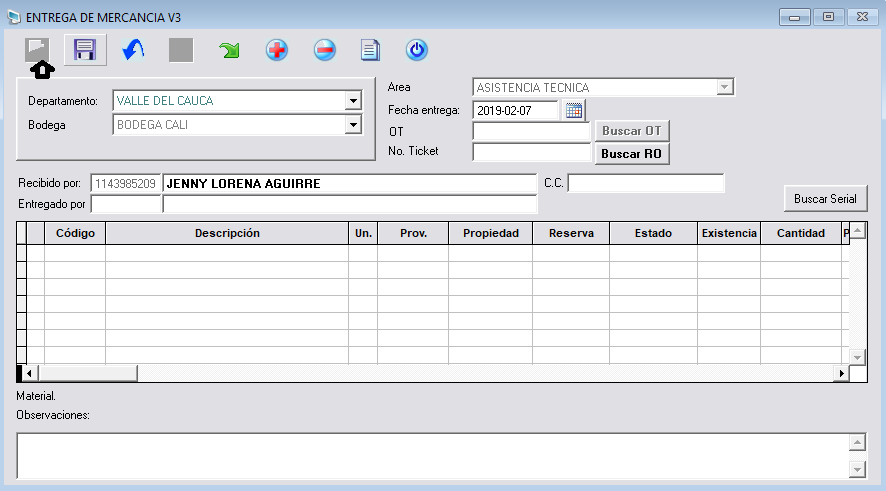 ENTREGA DE MERCANCIA V3
Departamento: VALLE DEL CAUCA
Bodega BODEGA CALI
Area ASISTENCIA TECNICA
Fecha entrega: 2019-02-07
OT Buscar OT
No. Ticket Buscar RO
Recibido por: 1143985209 JENNY LORENA AGUIRRE C.C.
Entregado por
Buscar Serial
Código Descripción Un. Prov. Propiedad Reserva Estado Existencia Cantidad P
Material.
Observaciones: